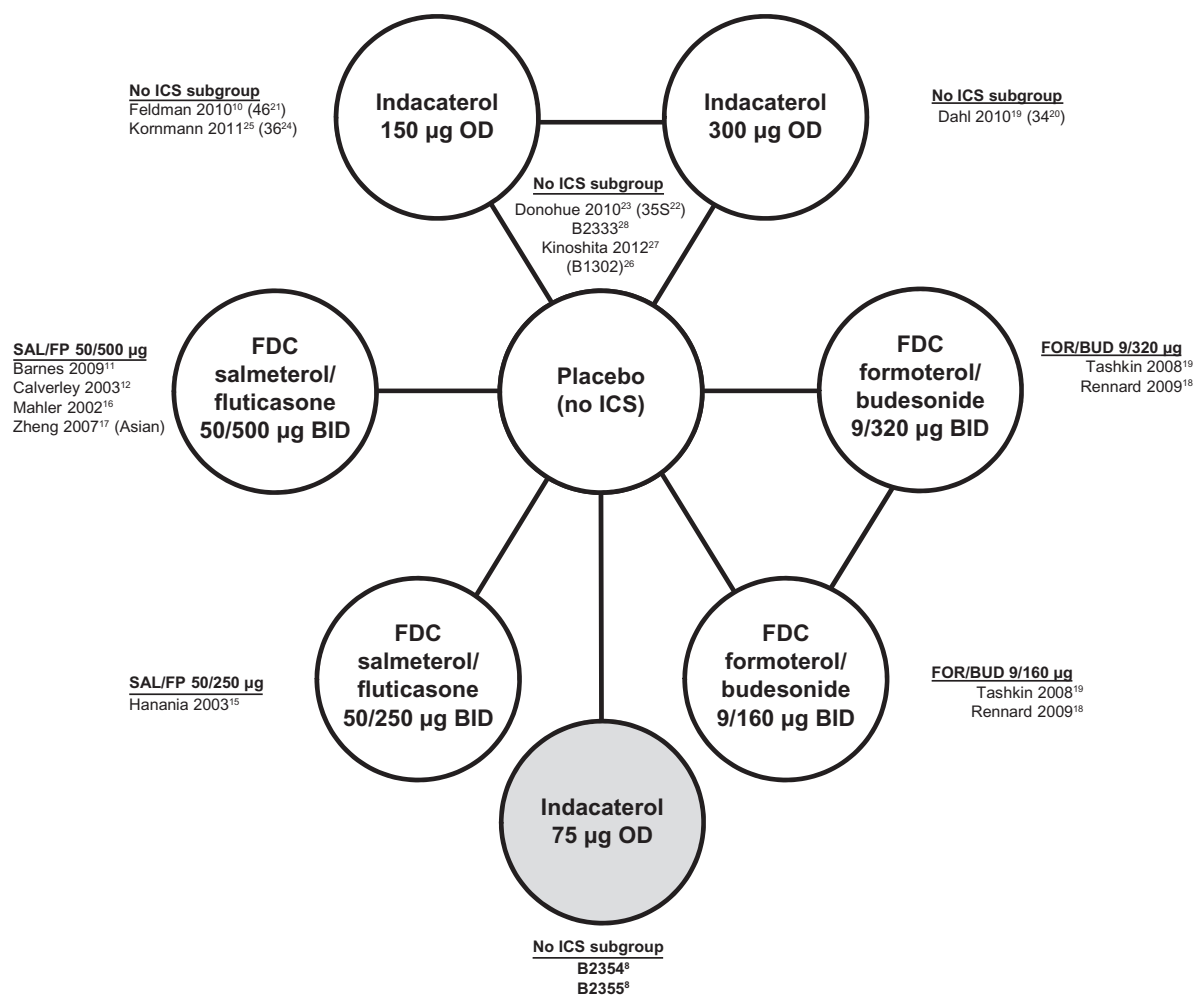 No ICS subgroup
Feldman 2010¹⁰ (46²¹)
Kornmann 2011²⁵ (36²⁴)
Indacaterol
150 µg OD
Indacaterol
300 µg OD
No ICS subgroup
Dahl 2010¹⁹ (34²⁰)
No ICS subgroup
Donohue 2010²³ (35S²²)
B2333²⁸
Kinoshita 2012²⁷
(B1302)²⁶
SAL/FP 50/500 µg
Barnes 2009¹¹
Calverley 2003¹²
Mahler 2002¹⁶
Zheng 2007¹⁷ (Asian)
FDC
salmeterol/
fluticasone
50/500 µg BID
Placebo
(no ICS)
FDC
formoterol/
budesonide
9/320 µg BID
FOR/BUD 9/320 µg
Tashkin 2008¹⁹
Rennard 2009¹⁸
SAL/FP 50/250 µg
Hanania 2003¹⁵
FDC
salmeterol/
fluticasone
50/250 µg BID
FDC
formoterol/
budesonide
9/160 µg BID
FOR/BUD 9/160 µg
Tashkin 2008¹⁹
Rennard 2009¹⁸
Indacaterol
75 µg OD
No ICS subgroup
B2354⁸
B2355⁸